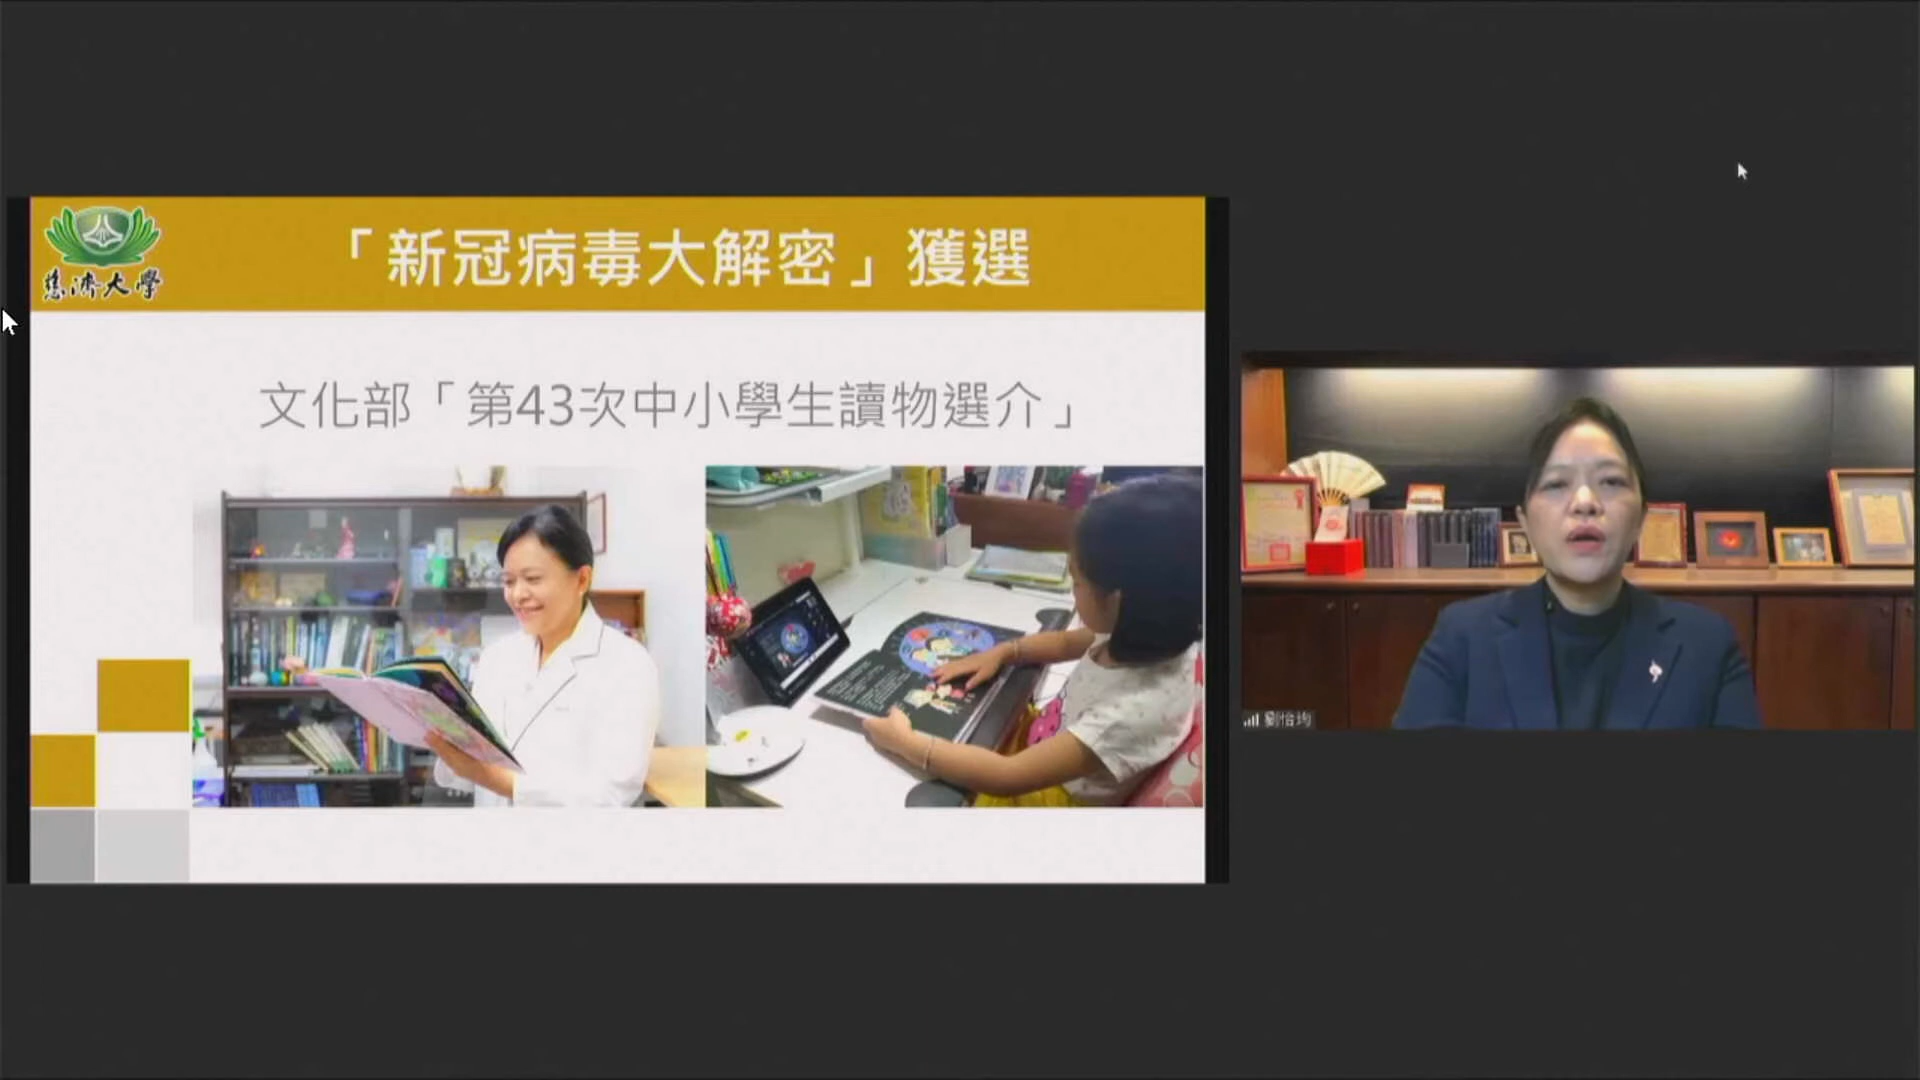 慈濟大學
「新冠病毒大解密」獲選
文化部「第43次中小學生讀物選介」
劉怡均